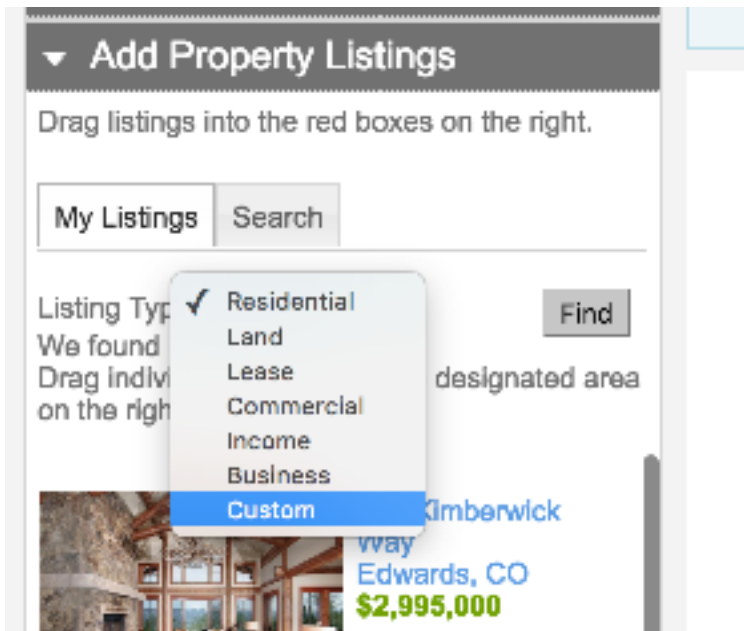 Add Property Listings
Drag listings into the red boxes on the right.
My Listings Search
Listing Typ
✓ Residential
Find
We found
Land
Drag indivi
Lease
designated area
on the righ
Commercial
Income
Business
Custom
Kimberwick
Way
Edwards, CO
$2,995,000